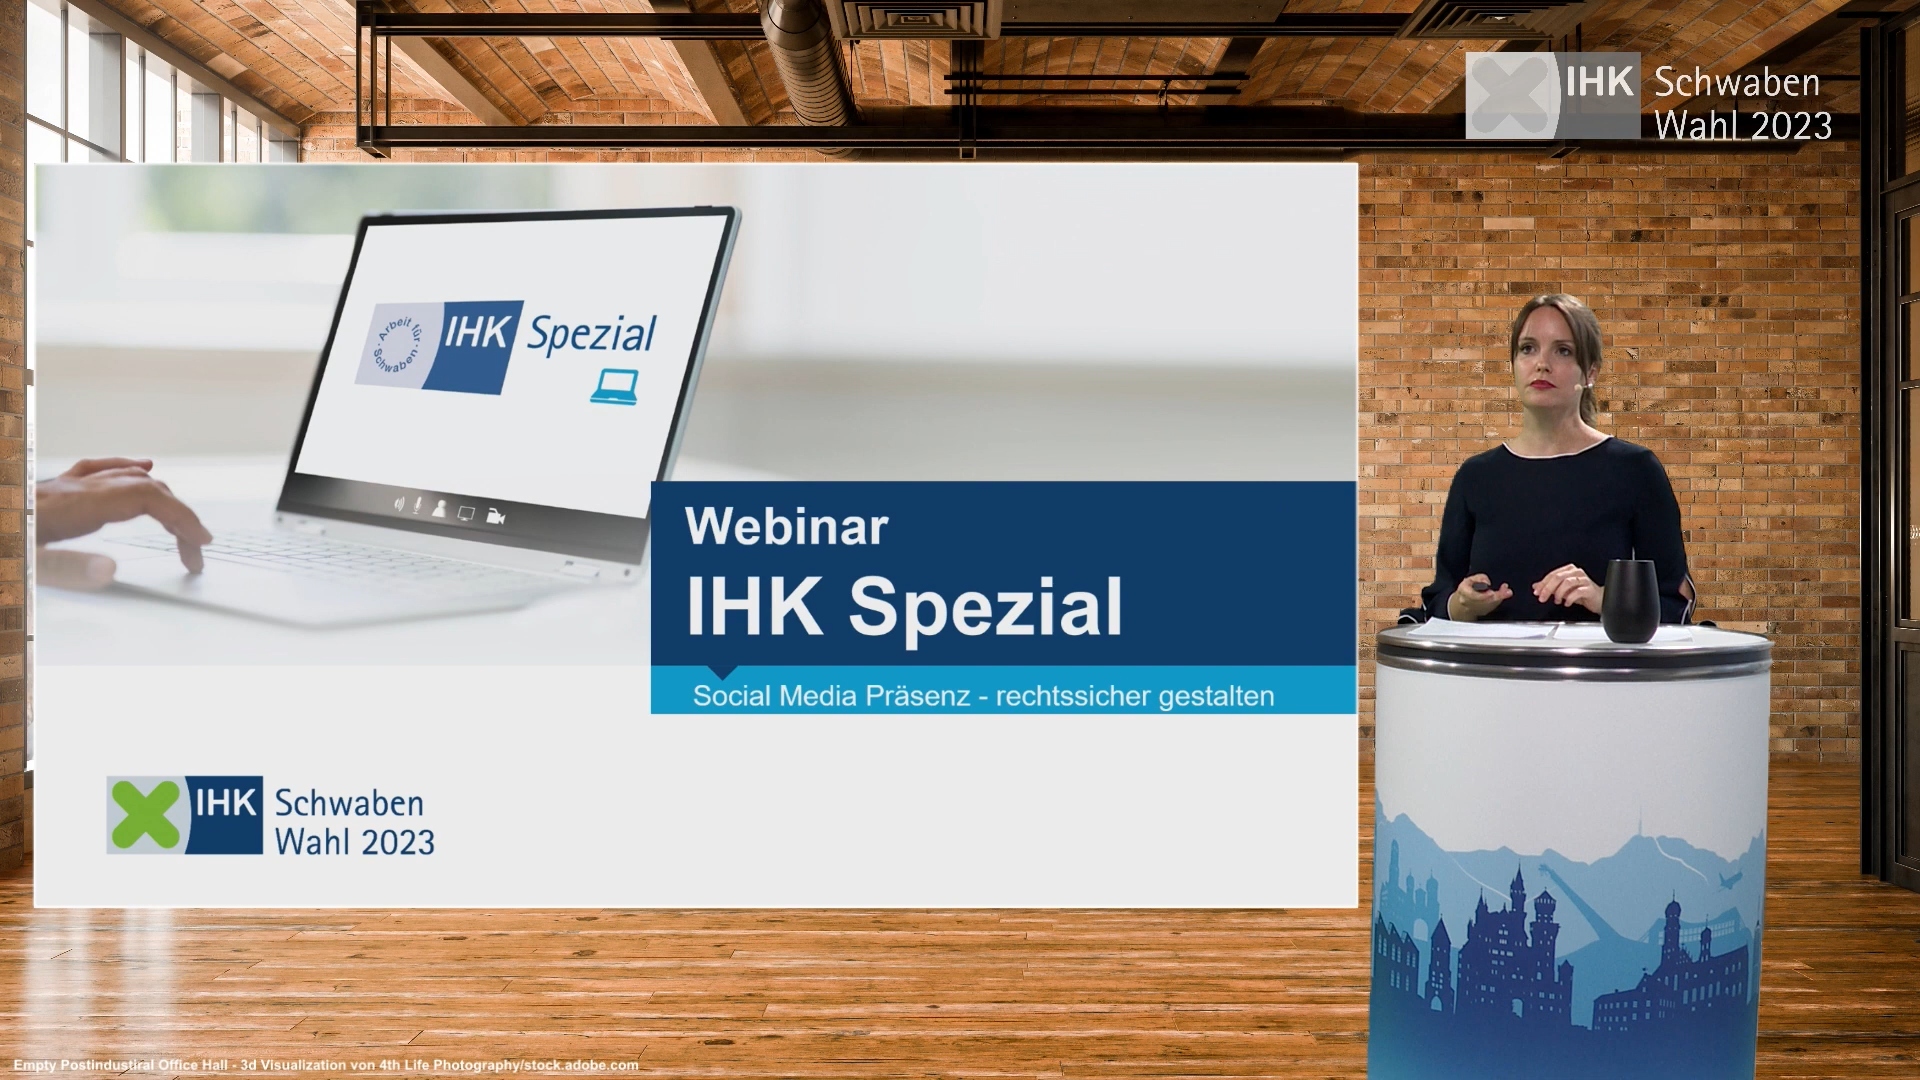 IHK Schwaben
Wahl 2023
Arbeit für
Schwaben
IHK Spezial
Webinar
IHK Spezial
Social Media Präsenz - rechtssicher gestalten
IHK Schwaben
Wahl 2023
Empty Postindustiral Office Hall - 3d Visualization von 4th Life Photography/stock.adobe.com